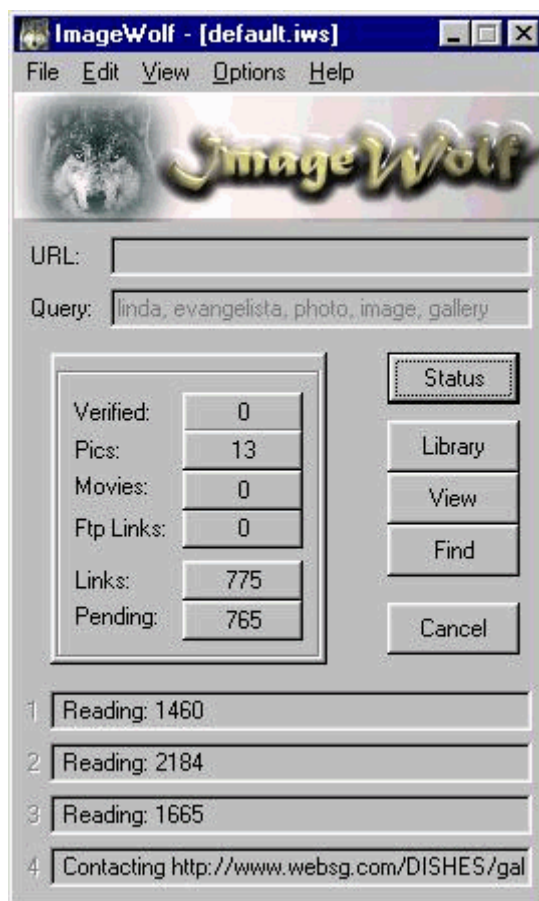 ImageWolf - [default.iws]
File Edit View Options Help
ImageWolf
URL:
Query: linda, evangelista, photo, image, gallery
Status
Verified: 0
Pics: 13
Library
Movies: 0
View
Ftp Links: 0
Find
Links: 775
Pending: 765
Cancel
1 Reading: 1460
2 Reading: 2184
3 Reading: 1665
4 Contacting http://www.websg.com/DISHES/gal